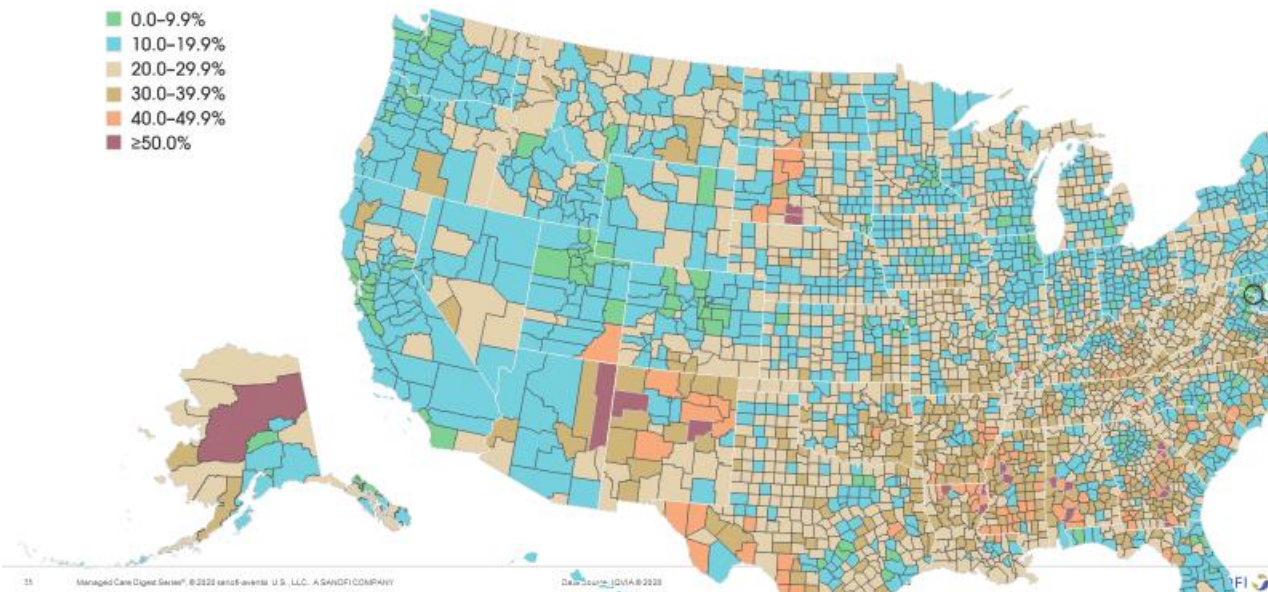 0.0–9.9%
10.0–19.9%
20.0–29.9%
30.0–39.9%
40.0–49.9%
≥50.0%
Managed Care Digest Series®, © 2020 sanofi-aventis U.S., LLC. A SANOFI COMPANY
Data Source: IQVIA © 2020
FI